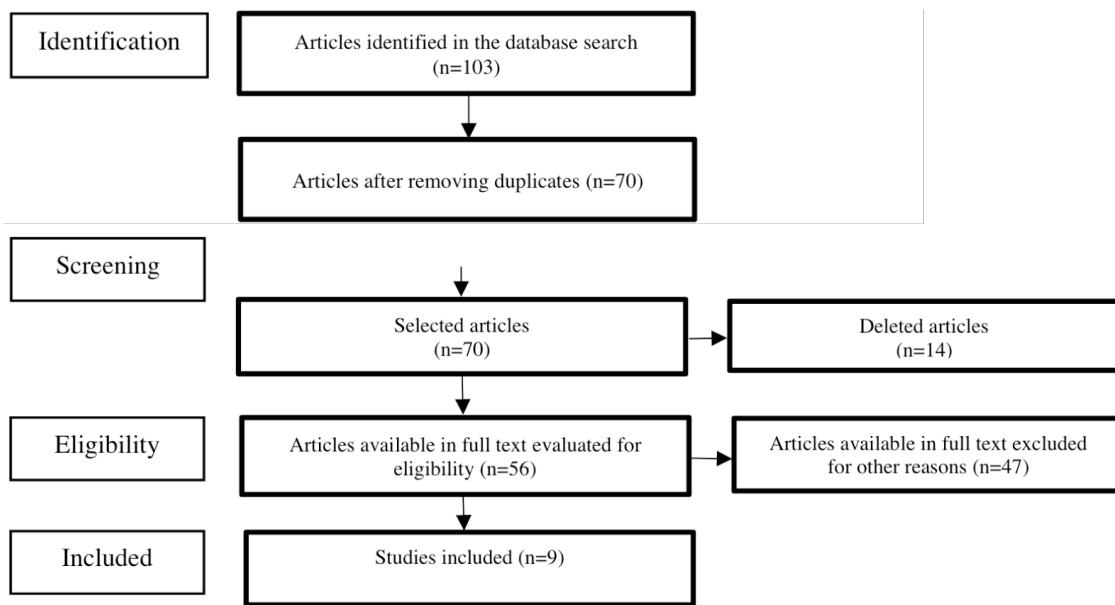 Identification
Articles identified in the database search
(n=103)
Articles after removing duplicates (n=70)
Screening
Selected articles
(n=70)
Deleted articles
(n=14)
Eligibility
Articles available in full text evaluated for
eligibility (n=56)
Articles available in full text excluded
for other reasons (n=47)
Included
Studies included (n=9)